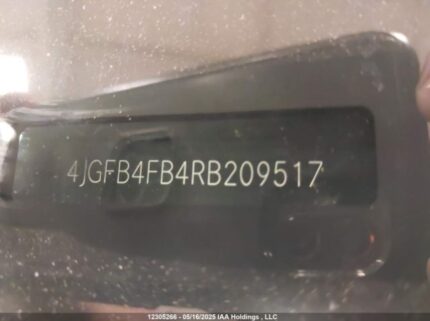 4JGFB4FB4RB209517
12305266 - 05/16/2025 IAA Holdings , LLC